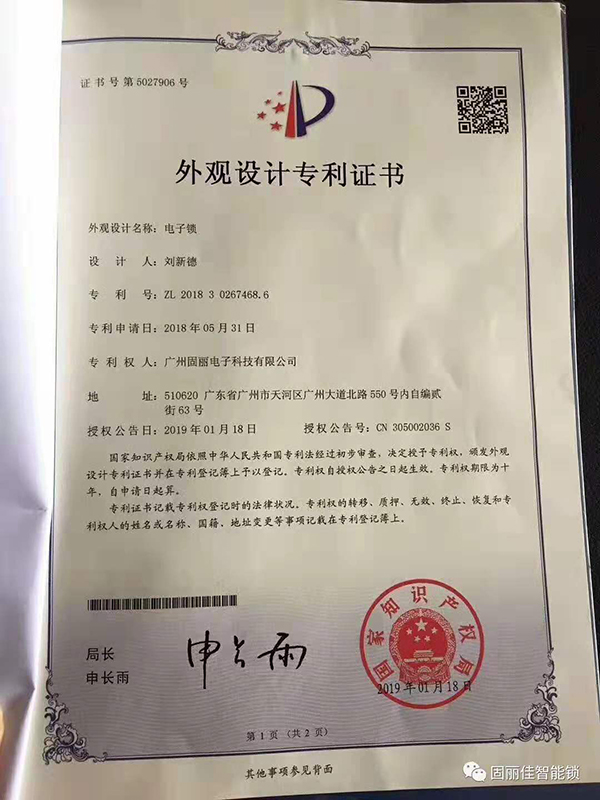 证书号第5027906号
外观设计专利证书
外观设计名称：电子锁
设计人：刘新德
专利号：ZL 2018 3 0267468.6
专利申请日：2018年05月31日
专利权人：广州固丽电子科技有限公司
地址：510620 广东省广州市天河区广州大道北路550号内自编贰
街63号
授权公告日：2019年01月18日 授权公告号：CN 305002036 S
国家知识产权局依照中华人民共和国专利法经过初步审查，决定授予专利权，颁发外观
设计专利证书并在专利登记簿上予以登记。专利权自授权公告之日起生效。专利权期限为十
年，自申请日起算。
专利证书记载专利权登记时的法律状况。专利权的转移、质押、无效、终止、恢复和专
利权人的姓名或名称、国籍、地址变更等事项记载在专利登记簿上。
局长
申长雨
申长雨
国家知识产权局
2019年01月18日
第1页（共2页）
其他事项参见背面
固丽佳智能锁